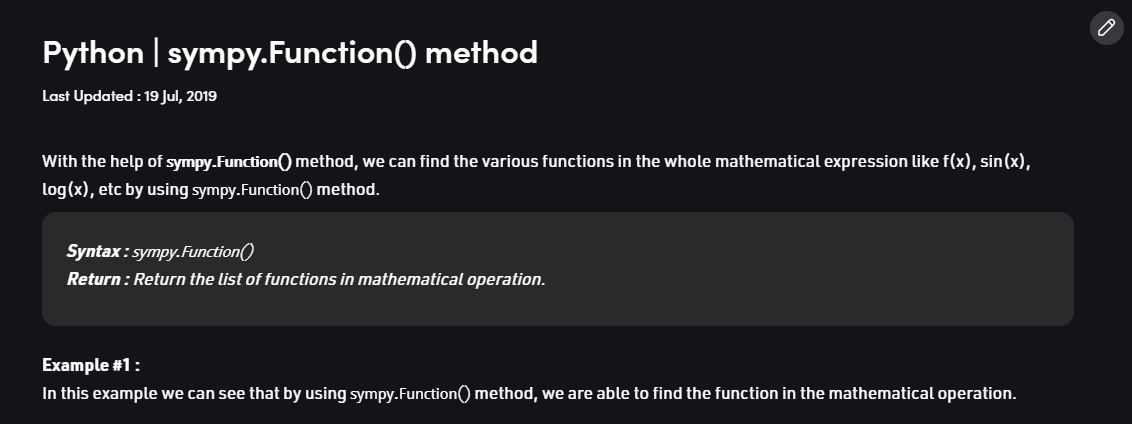 Python | sympy.Function() method
Last Updated : 19 Jul, 2019
With the help of sympy.Function() method, we can find the various functions in the whole mathematical expression like f(x), sin(x),
log(x), etc by using sympy.Function() method.
Syntax : sympy.Function()
Return : Return the list of functions in mathematical operation.
Example #1 :
In this example we can see that by using sympy.Function() method, we are able to find the function in the mathematical operation.